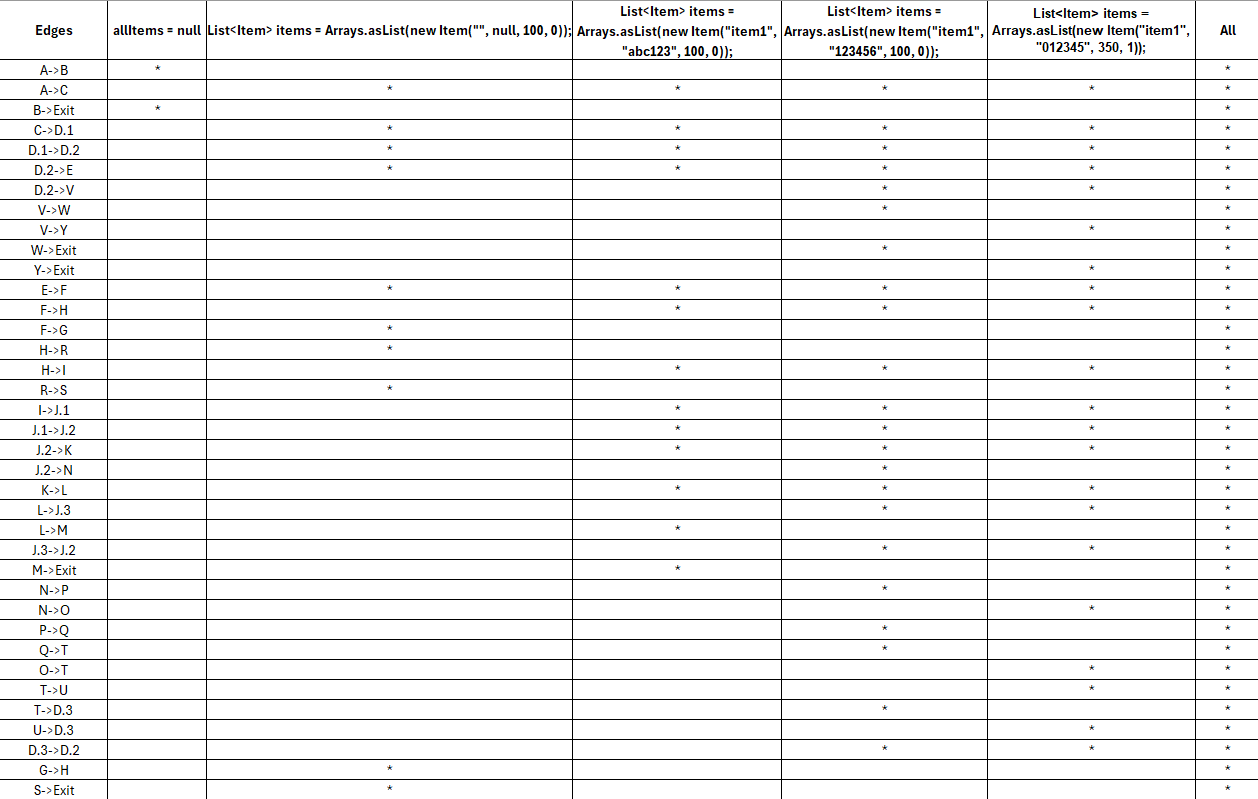 Edges allItems = null List<Item> items = Arrays.asList(new Item("", null, 100, 0)); List<Item> items = Arrays.asList(new Item("item1", "abc123", 100, 0)); List<Item> items = Arrays.asList(new Item("item1", "123456", 100, 0)); List<Item> items = Arrays.asList(new Item("item1", "012345", 350, 1)); All
A->B * *
A->C * * * * *
B->Exit * *
C->D.1 * * * * *
D.1->D.2 * * * * *
D.2->E * * * * *
D.2->V * * *
V->W * *
V->Y * *
W->Exit * *
Y->Exit * *
E->F * * * * *
F->H * * * *
F->G * *
H->R * *
H->I * * * *
R->S * *
I->J.1 * * * *
J.1->J.2 * * * *
J.2->K * * * *
J.2->N * *
K->L * * * *
L->J.3 * * *
L->M * *
J.3->J.2 * * *
M->Exit * *
N->P * *
N->O * *
P->Q * *
Q->T * *
O->T * *
T->U * *
T->D.3 * *
U->D.3 * *
D.3->D.2 * * *
G->H * *
S->Exit * *